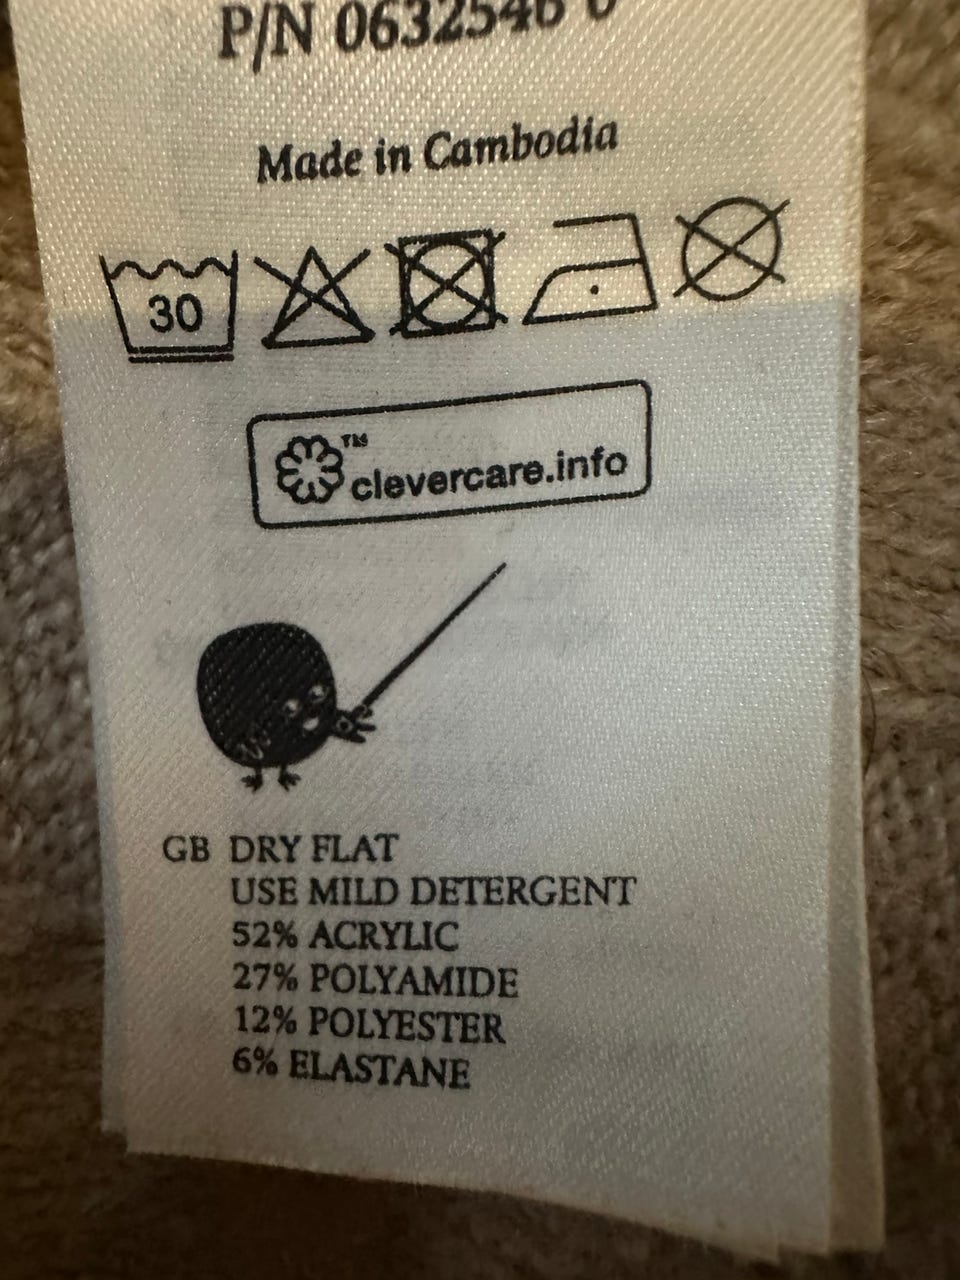 P/N
Made in Cambodia
30
™
clevercare.info
GB DRY FLAT
USE MILD DETERGENT
52% ACRYLIC
27% POLYAMIDE
12% POLYESTER
6% ELASTANE